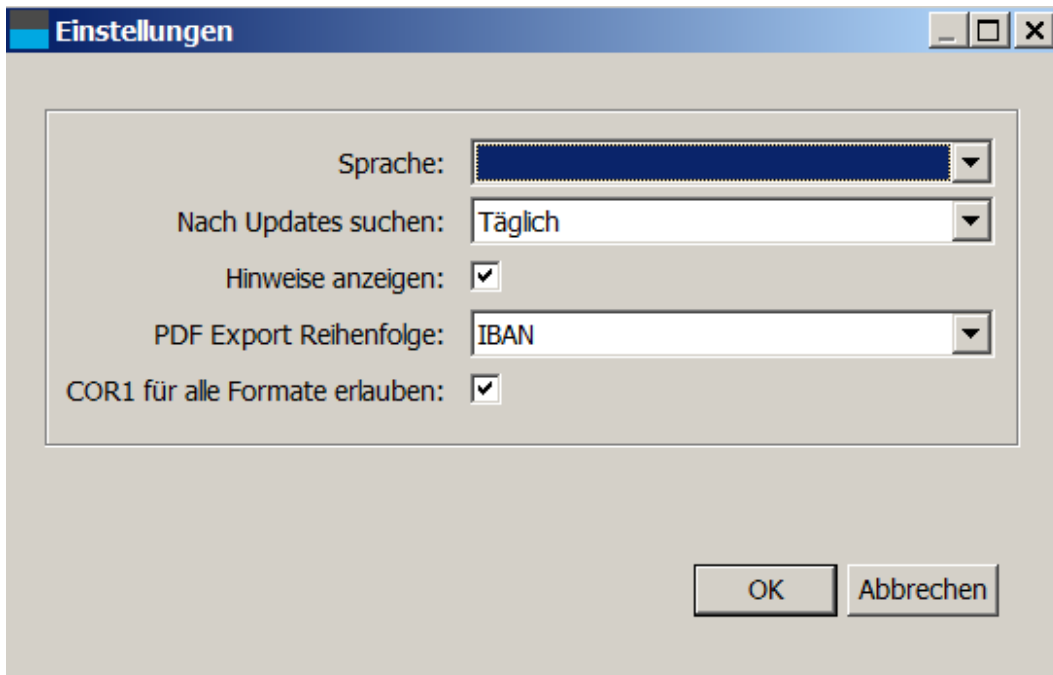 Einstellungen
Sprache:
Nach Updates suchen: Täglich
Hinweise anzeigen:
PDF Export Reihenfolge: IBAN
COR1 für alle Formate erlauben:
OK Abbrechen